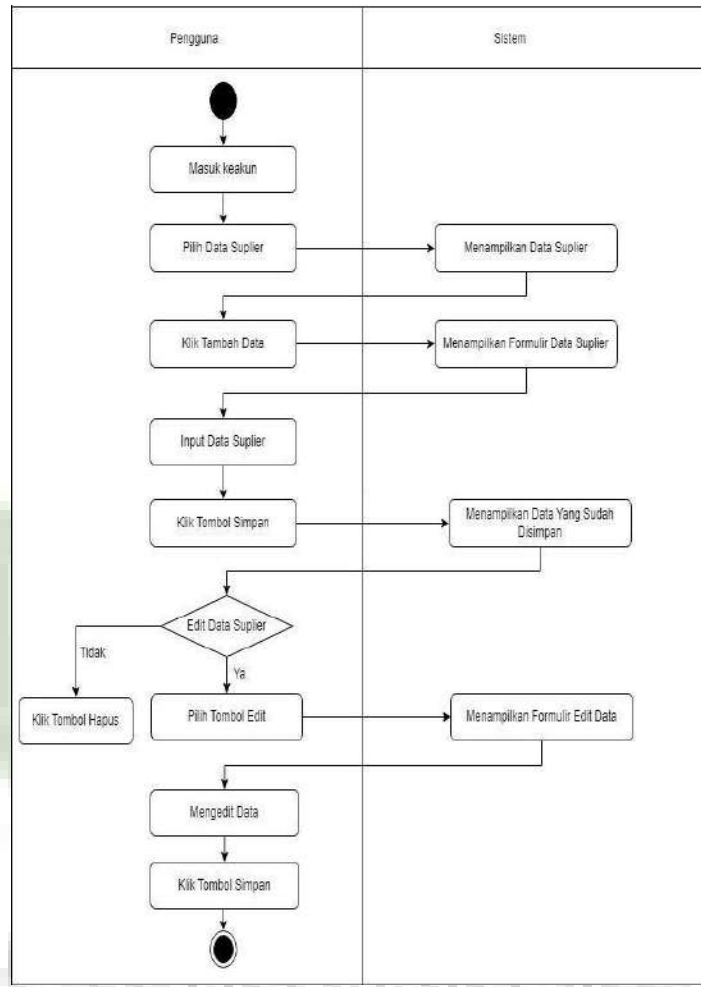 Pengguna
Sistem
Masuk keakun
Pilih Data Suplier
Menampilkan Data Suplier
Klik Tambah Data
Menampilkan Formulir Data Suplier
Input Data Suplier
Klik Tombol Simpan
Menampilkan Data Yang Sudah
Disimpan
Edit Data Suplier
Tidak
Ya
Klik Tombol Hapus
Pilih Tombol Edit
Menampilkan Formulir Edit Data
Mengedit Data
Klik Tombol Simpan